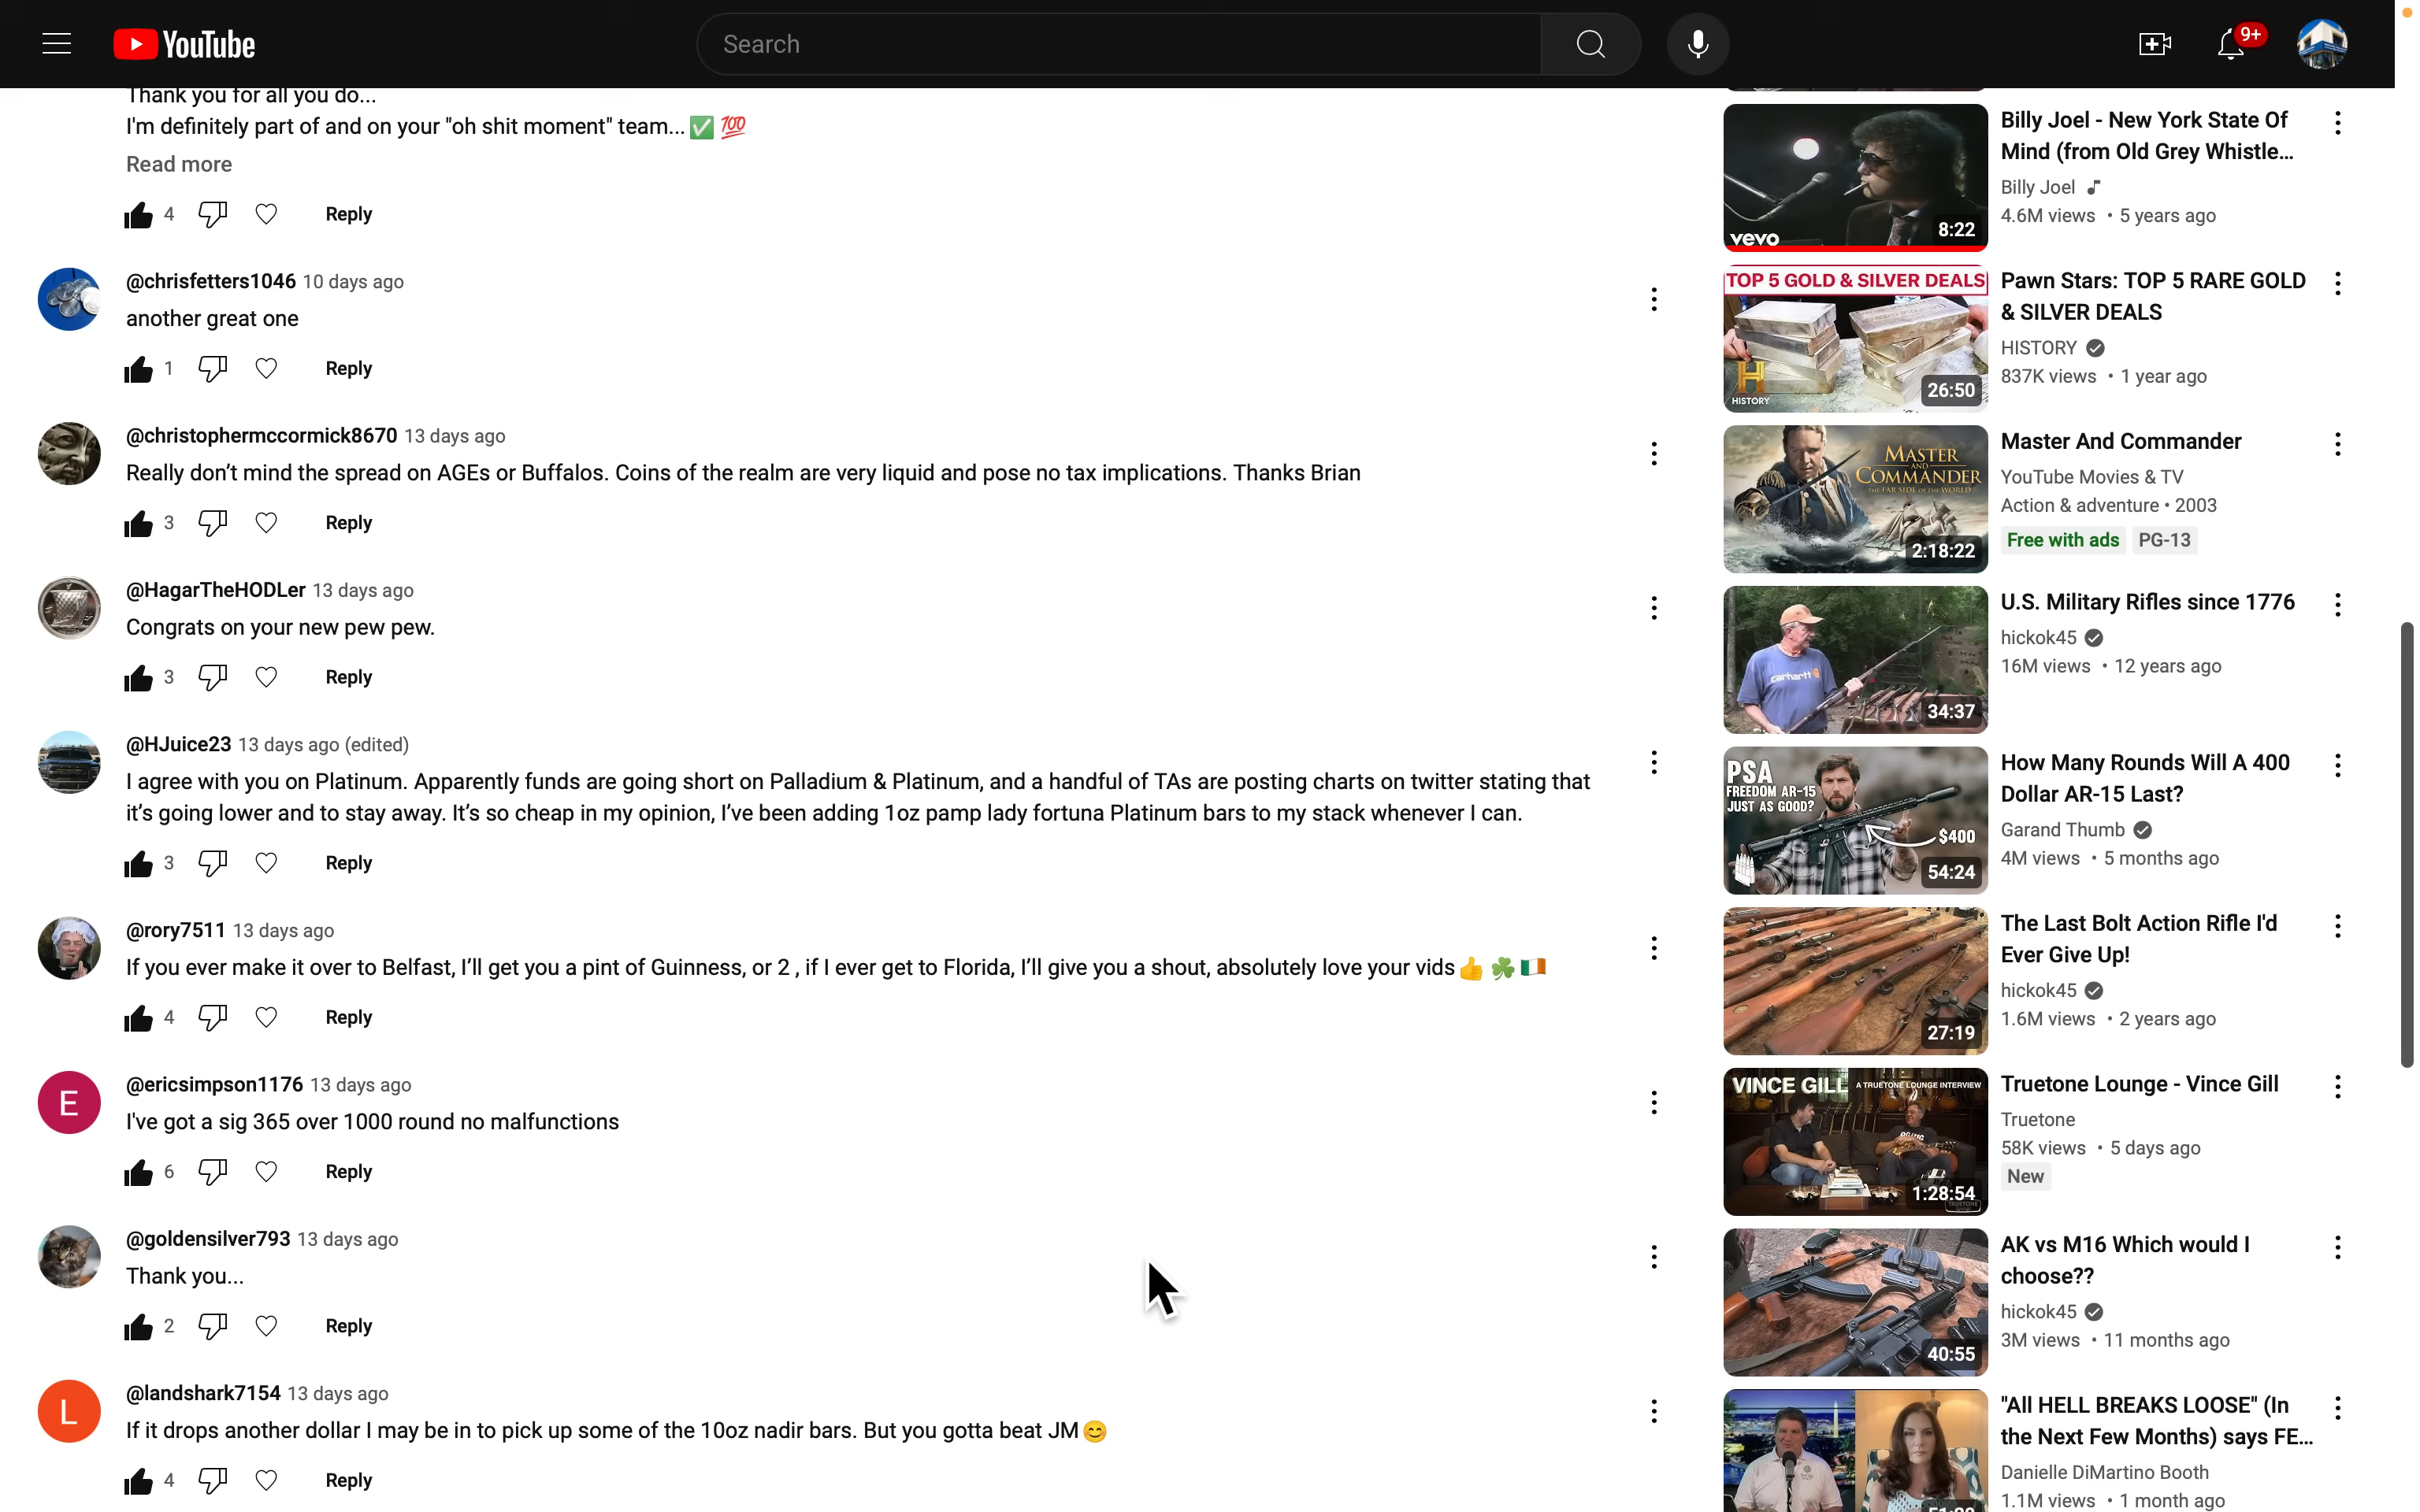 YouTube
Search
9+
Thank you for all you do...
I'm definitely part of and on your "oh shit moment" team...✅ 💯
Read more
4
Reply
@chrisfetters1046 10 days ago
another great one
1
Reply
@christophermccormick8670 13 days ago
Really don’t mind the spread on AGEs or Buffalos. Coins of the realm are very liquid and pose no tax implications. Thanks Brian
3
Reply
@HagarTheHODLer 13 days ago
Congrats on your new pew pew.
3
Reply
@HJuice23 13 days ago (edited)
I agree with you on Platinum. Apparently funds are going short on Palladium & Platinum, and a handful of TAs are posting charts on twitter stating that
it’s going lower and to stay away. It’s so cheap in my opinion, I’ve been adding 1oz pamp lady fortuna Platinum bars to my stack whenever I can.
3
Reply
@rory7511 13 days ago
If you ever make it over to Belfast, I’ll get you a pint of Guinness, or 2 , if I ever get to Florida, I’ll give you a shout, absolutely love your vids👍 ☘️ 🇮🇪
4
Reply
@ericsimpson1176 13 days ago
I've got a sig 365 over 1000 round no malfunctions
6
Reply
E
@goldensilver793 13 days ago
Thank you...
2
Reply
@landshark7154 13 days ago
L
If it drops another dollar I may be in to pick up some of the 10oz nadir bars. But you gotta beat JM😊
4
Reply
vevo
8:22
Billy Joel - New York State Of
Mind (from Old Grey Whistle...
Billy Joel
4.6M views • 5 years ago
TOP 5 GOLD & SILVER DEALS
H
HISTORY
26:50
Pawn Stars: TOP 5 RARE GOLD
& SILVER DEALS
HISTORY
837K views • 1 year ago
MASTER
AND
COMMANDER
THE FAR SIDE OF THE WORLD
2:18:22
Master And Commander
YouTube Movies & TV
Action & adventure • 2003
Free with ads
PG-13
carhartt
34:37
U.S. Military Rifles since 1776
hickok45
16M views • 12 years ago
PSA
FREEDOM AR-15
JUST AS GOOD?
$400
54:24
How Many Rounds Will A 400
Dollar AR-15 Last?
Garand Thumb
4M views • 5 months ago
27:19
The Last Bolt Action Rifle I'd
Ever Give Up!
hickok45
1.6M views • 2 years ago
VINCE GILL
A TRUETONE LOUNGE INTERVIEW
1:28:54
Truetone Lounge - Vince Gill
Truetone
58K views • 5 days ago
New
40:55
AK vs M16 Which would I
choose??
hickok45
3M views • 11 months ago
"All HELL BREAKS LOOSE" (In
the Next Few Months) says FE...
Danielle DiMartino Booth
1.1M views • 1 month ago